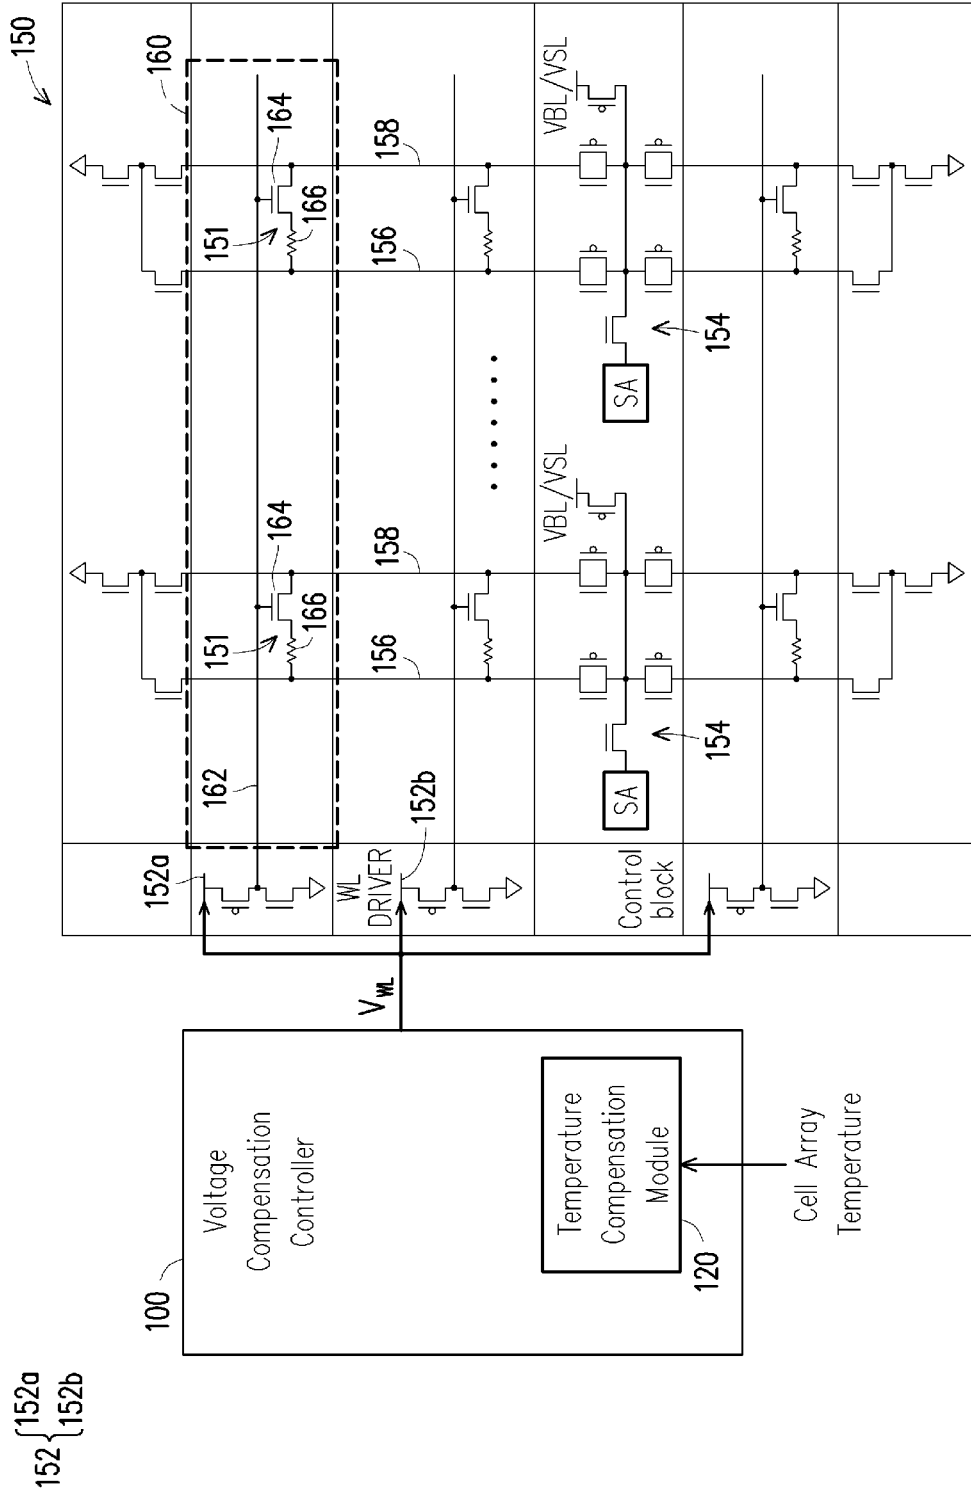 150
160
152a
162
151
164
166
151
164
166
WL
DRIVER
152b
156
158
156
158
V_WL
Control
block
SA
154
VBL/VSL
SA
154
VBL/VSL
100
Voltage
Compensation
Controller
Temperature
Compensation
Module
120
Cell Array
Temperature
152{152a
152b